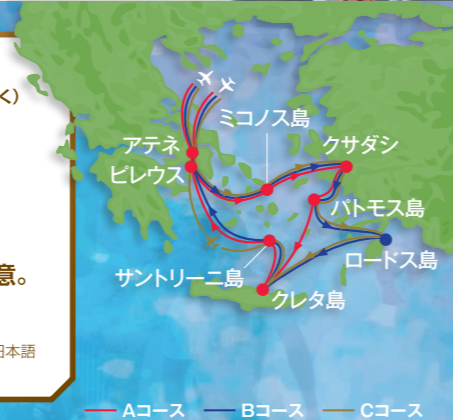 く)
ミコノス島
アテネ
クサダシ
ピレウス
パトモス島
意。
ロードス島
サントリーニ島
クレタ島
日本語
Aコース
Bコース
Cコース